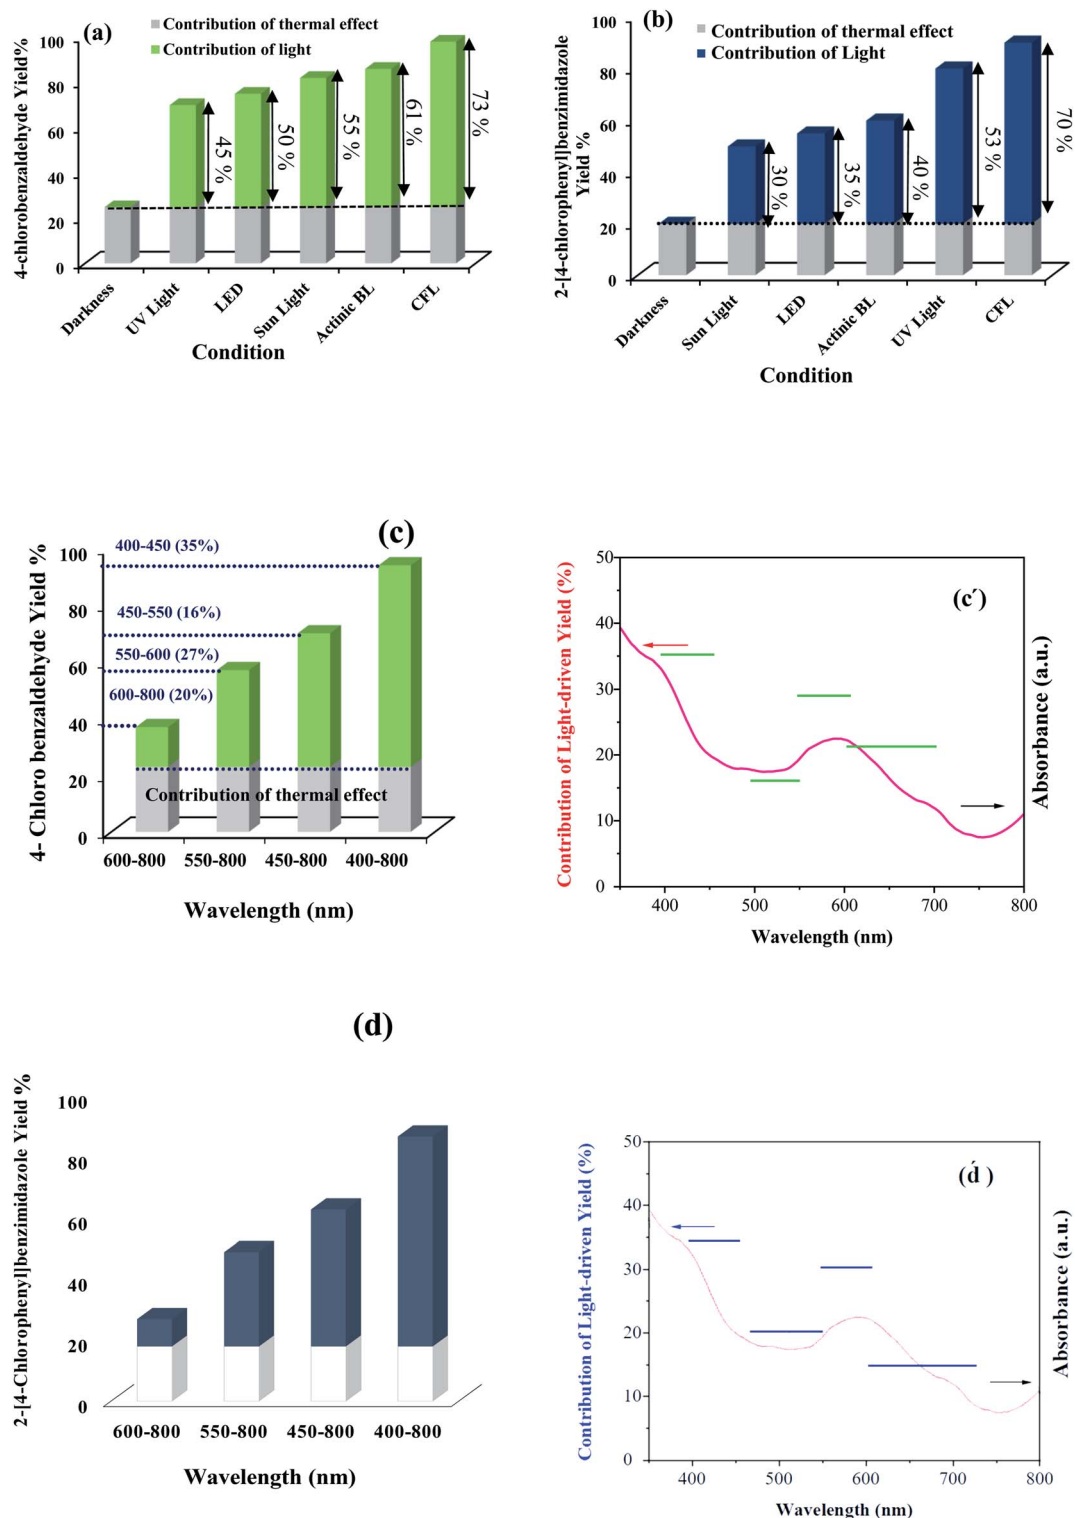 (a)
Contribution of thermal effect
Contribution of light
4-chlorobenzaldehyde Yield%
100
80
60
40
20
0
45 %
50 %
55 %
61 %
73 %
Darkness
UV Light
LED
Sun Light
Actinic BL
CFL
Condition
(b)
Contribution of thermal effect
Contribution of Light
2-[4-chlorophenyl]benzimidazole
Yield %
100
80
60
40
20
0
30 %
35 %
40 %
53 %
70 %
Darkness
Sun Light
LED
Actinic BL
UV Light
CFL
Condition
(c)
4- Chloro benzaldehyde Yield %
100
80
60
40
20
0
400-450 (35%)
450-550 (16%)
550-600 (27%)
600-800 (20%)
Contribution of thermal effect
600-800
550-800
450-800
400-800
Wavelength (nm)
(c´)
Contribution of Light-driven Yield (%)
50
40
30
20
10
0
400
500
600
700
800
Wavelength (nm)
Absorbance (a.u.)
(d)
2-[4-Chlorophenyl]benzimidazole Yield %
100
80
60
40
20
0
600-800
550-800
450-800
400-800
Wavelength (nm)
(d́ )
Contribution of Light-driven Yield (%)
50
40
30
20
10
0
400
500
600
700
800
Wavelength (nm)
Absorbance (a.u.)